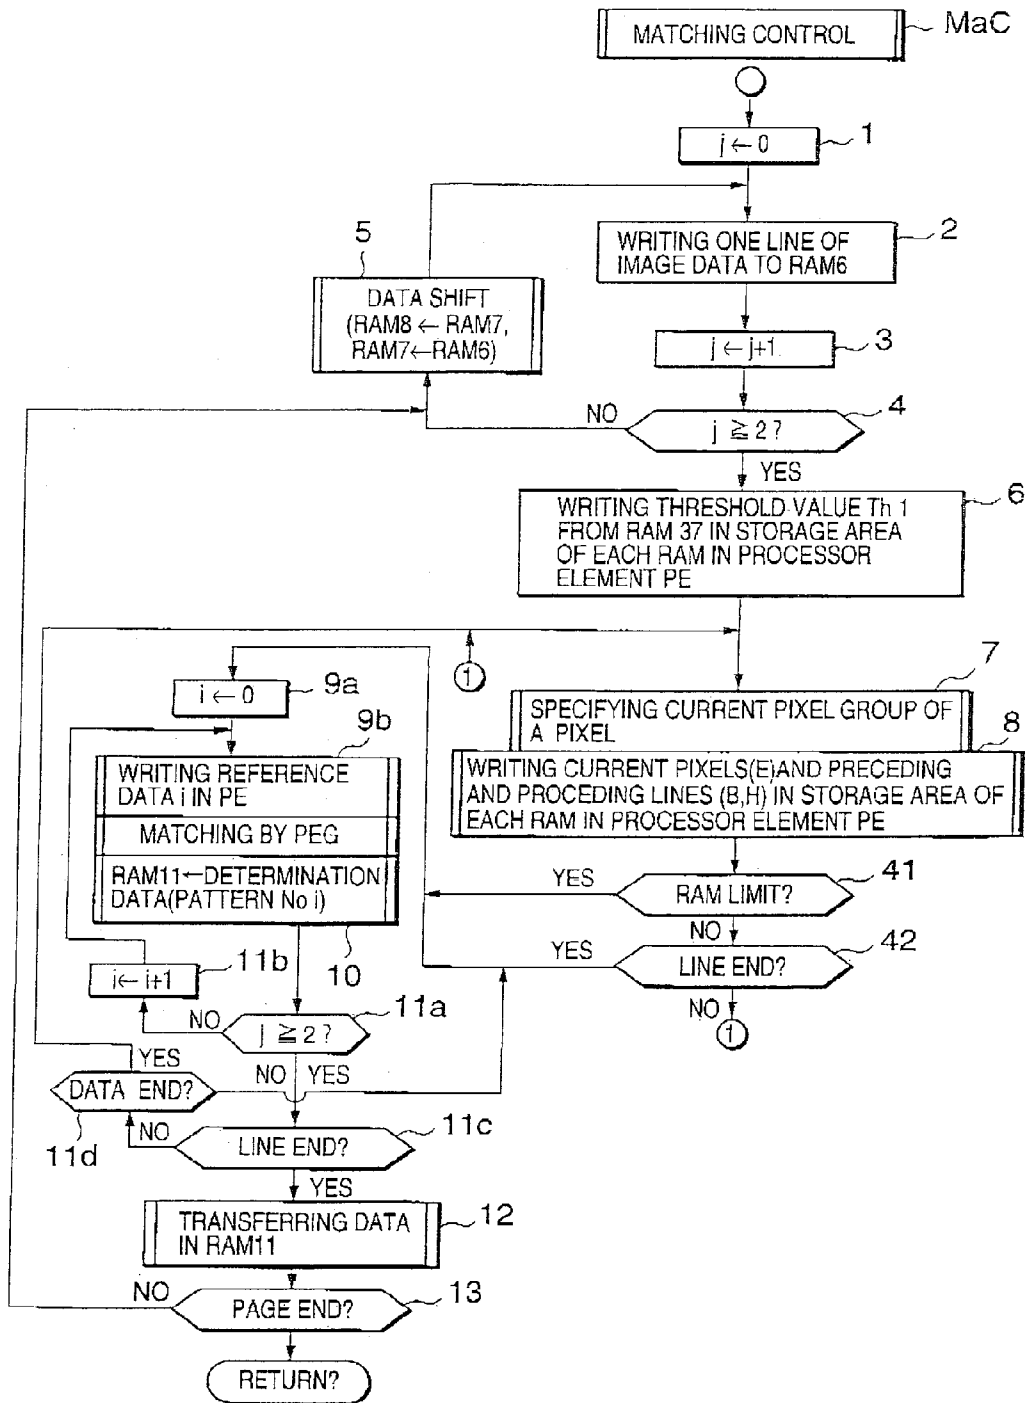 MATCHING CONTROL
MaC
j ← 0
1
WRITING ONE LINE OF
IMAGE DATA TO RAM6
2
5
DATA SHIFT
(RAM8 ← RAM7,
RAM7←RAM6)
j ← j+1
3
j ≧ 2 ?
4
NO
YES
WRITING THRESHOLD VALUE Th 1
FROM RAM 37 IN STORAGE AREA
OF EACH RAM IN PROCESSOR
ELEMENT PE
6
1
7
SPECIFYING CURRENT PIXEL GROUP OF
A PIXEL
8
WRITING CURRENT PIXELS(E)AND PRECEDING
AND PROCEDING LINES (B,H) IN STORAGE AREA OF
EACH RAM IN PROCESSOR ELEMENT PE
i ← 0
9a
9b
WRITING REFERENCE
DATA i IN PE
MATCHING BY PEG
RAM11←DETERMINATION
DATA(PATTERN No i)
10
YES
RAM LIMIT?
41
NO
YES
LINE END?
42
NO
1
i← i+1
11b
NO
j ≧ 2 ?
11a
YES
NO
YES
DATA END?
11d
NO
LINE END?
11c
YES
TRANSFERRING DATA
IN RAM11
12
NO
PAGE END?
13
RETURN?